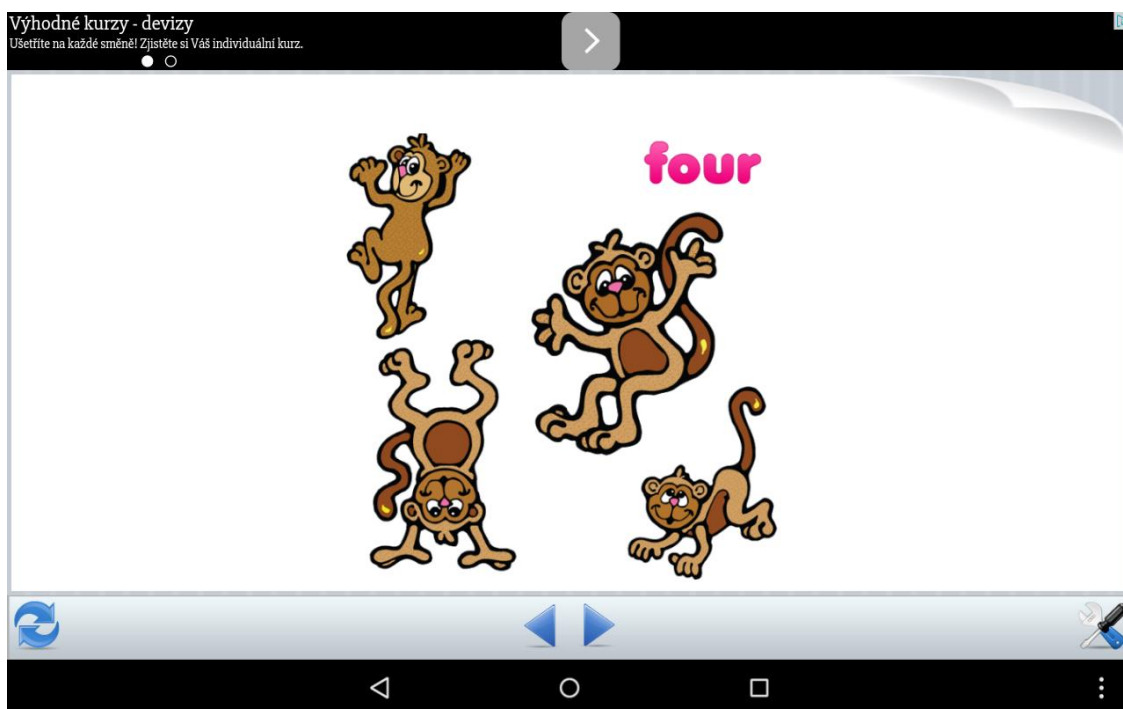 Výhodné kurzy - devizy
Ušetříte na každé směně! Zjistěte si Váš individuální kurz.
four